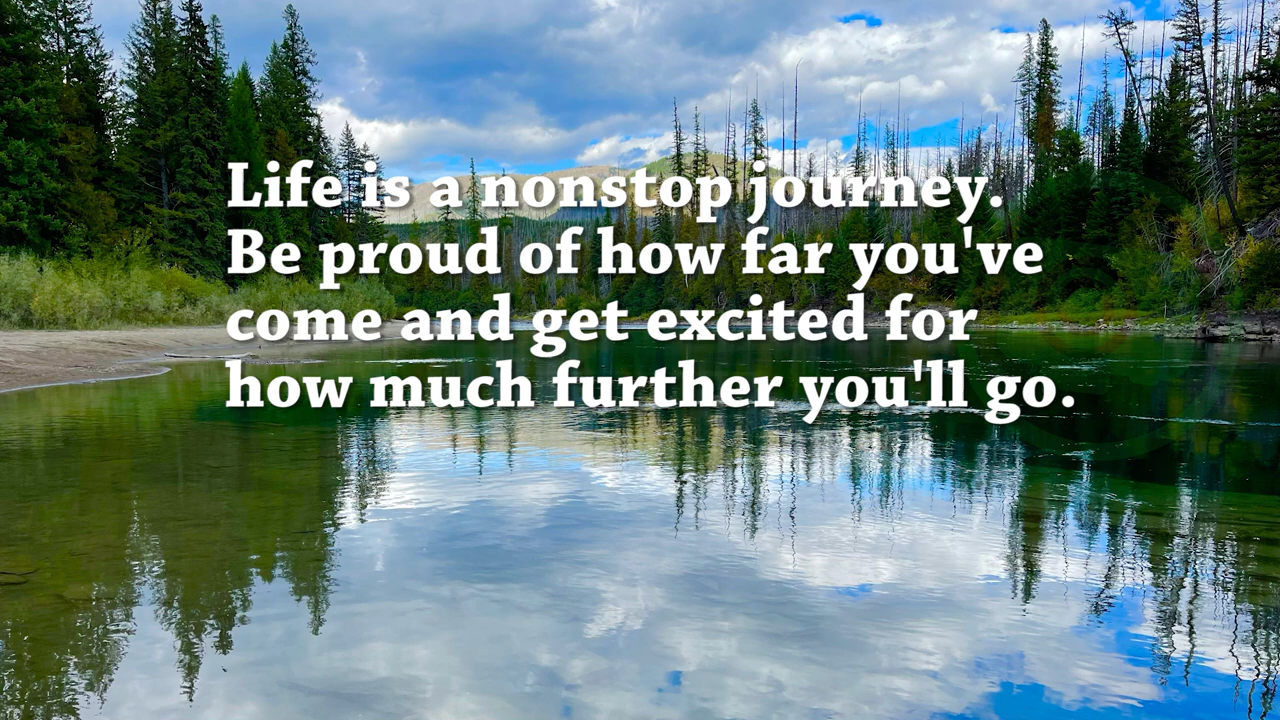 Life is a nonstop journey.
Be proud of how far you've
come and get excited for
how much further you'll go.